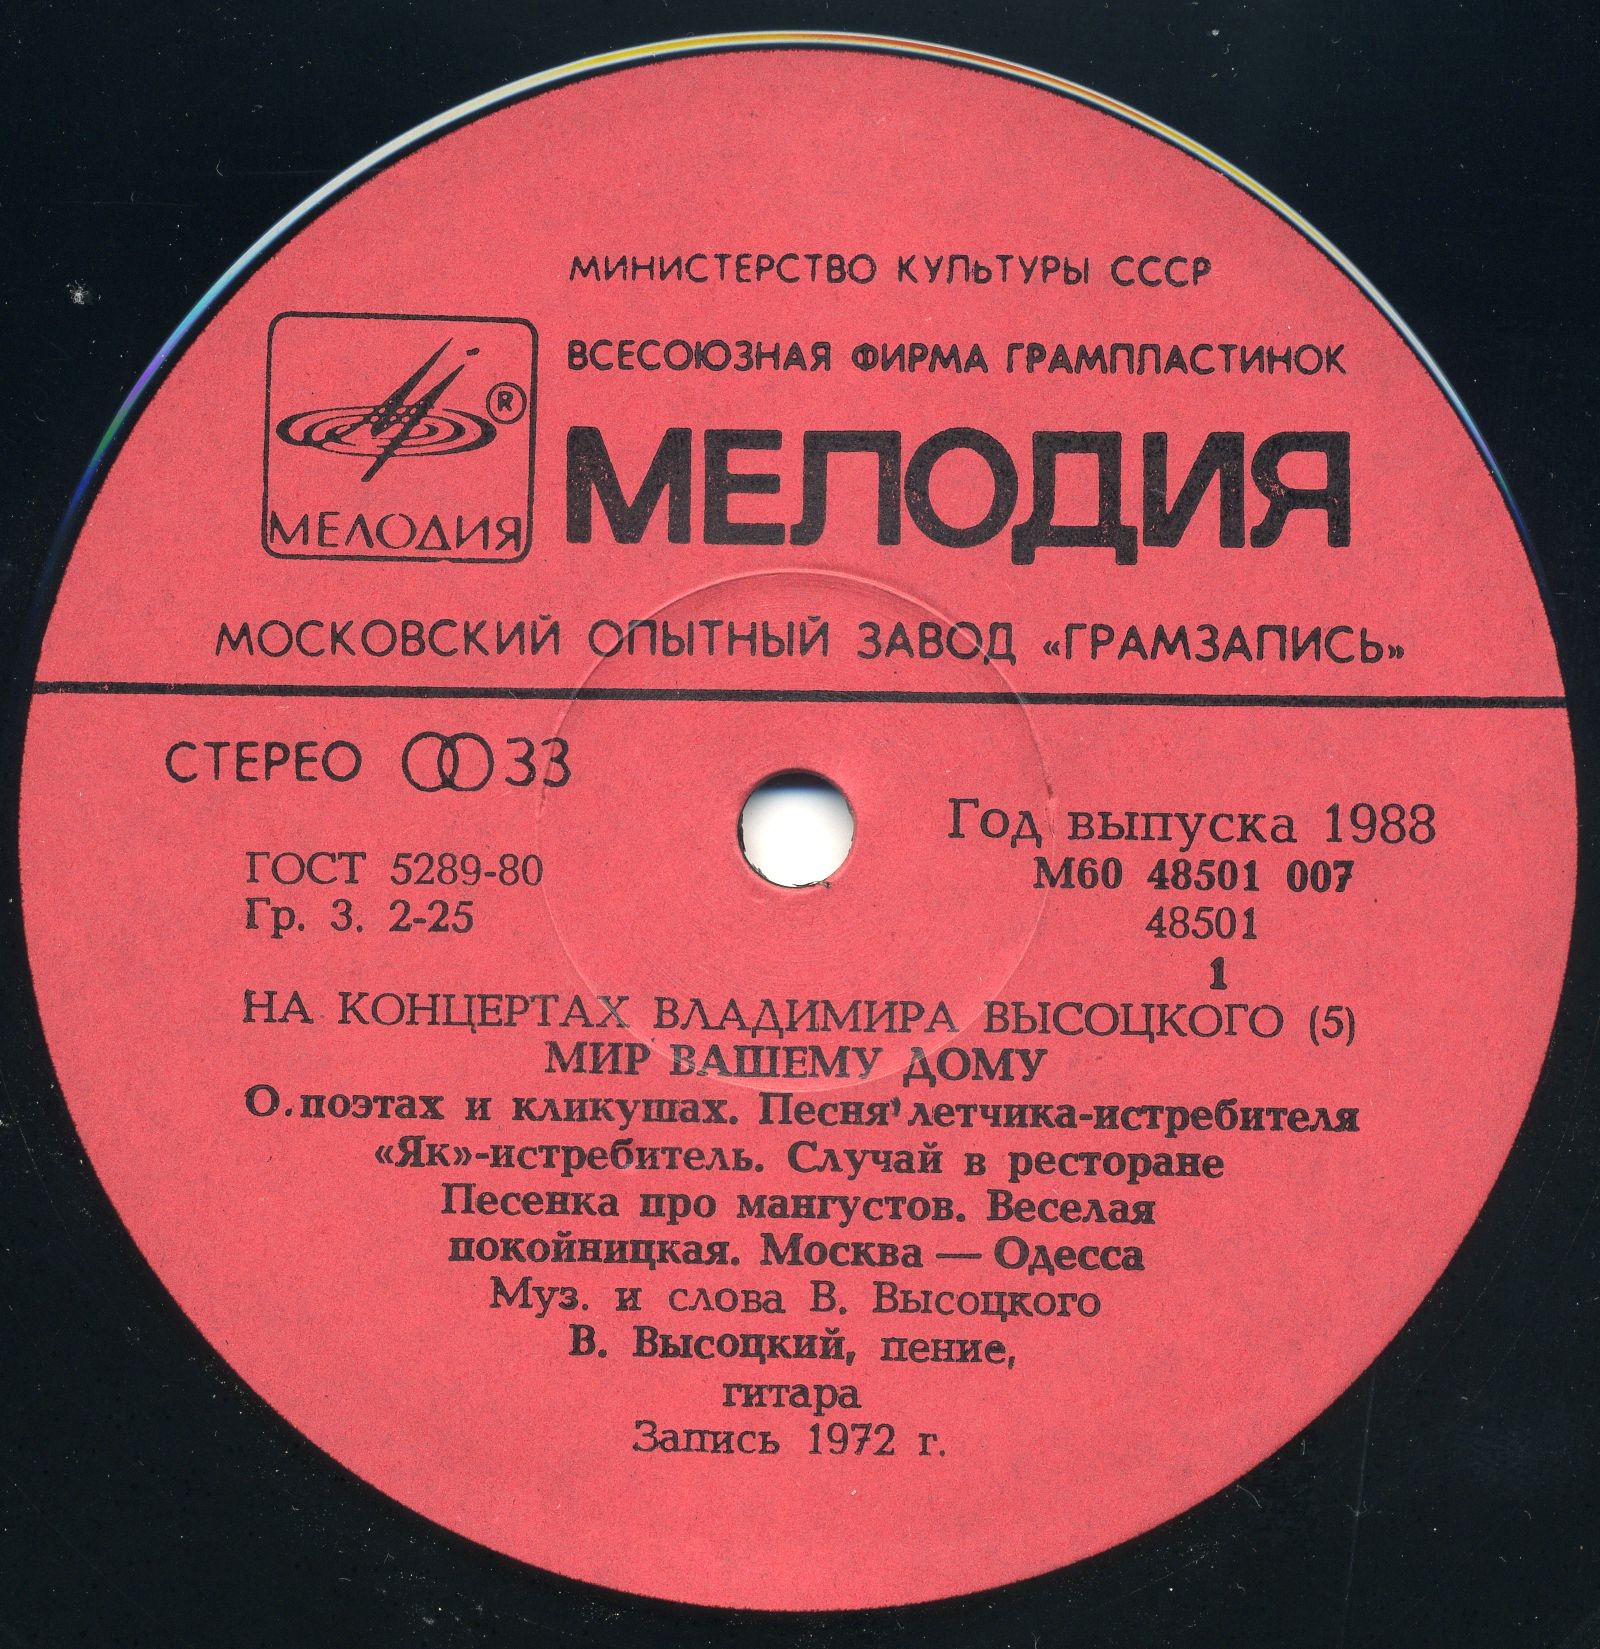 МИНИСТЕРСТВО КУЛЬТУРЫ СССР
ВСЕСОЮЗНАЯ ФИРМА ГРАМПЛАСТИНОК
®
МЕЛОДИЯ
МЕЛОДИЯ
МОСКОВСКИЙ ОПЫТНЫЙ ЗАВОД «ГРАМЗАПИСЬ»
СТЕРЕО 33
Год выпуска 1988
ГОСТ 5289-80
М60 48501 007
Гр. 3. 2-25
48501
1
НА КОНЦЕРТАХ ВЛАДИМИРА ВЫСОЦКОГО (5)
МИР ВАШЕМУ ДОМУ
О поэтах и кликушах. Песня летчика-истребителя
«Як»-истребитель. Случай в ресторане
Песенка про мангустов. Веселая
покойницкая. Москва — Одесса
Муз. и слова В. Высоцкого
В. Высоцкий, пение,
гитара
Запись 1972 г.